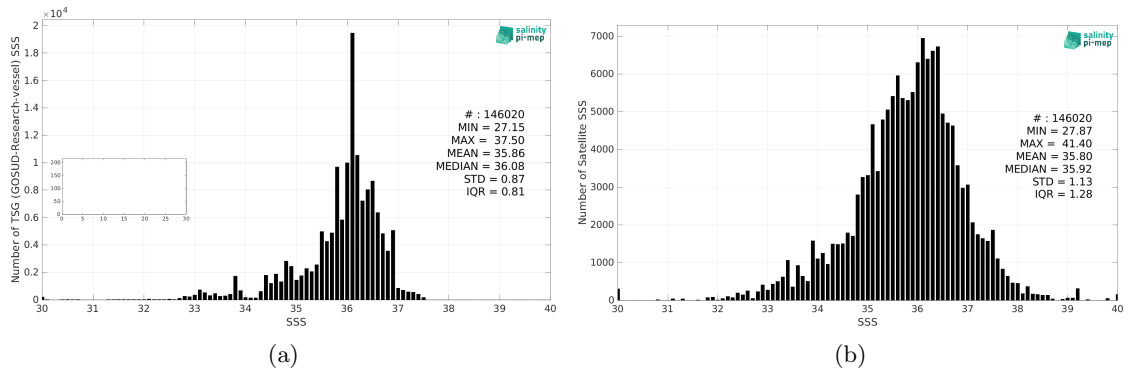 ×10⁴
2
1.8
1.6
1.4
1.2
1
0.8
0.6
0.4
0.2
0
Number of TSG (GOSUD-Research-vessel) SSS
salinity
pi-mep
# : 146020
MIN = 27.15
MAX = 37.50
MEAN = 35.86
MEDIAN = 36.08
STD = 0.87
IQR = 0.81
200
150
100
50
0
0 5 10 15 20 25 30
30 31 32 33 34 35 36 37 38 39 40
SSS
(a)
7000
6000
5000
4000
3000
2000
1000
0
Number of Satellite SSS
salinity
pi-mep
# : 146020
MIN = 27.87
MAX = 41.40
MEAN = 35.80
MEDIAN = 35.92
STD = 1.13
IQR = 1.28
30 31 32 33 34 35 36 37 38 39 40
SSS
(b)